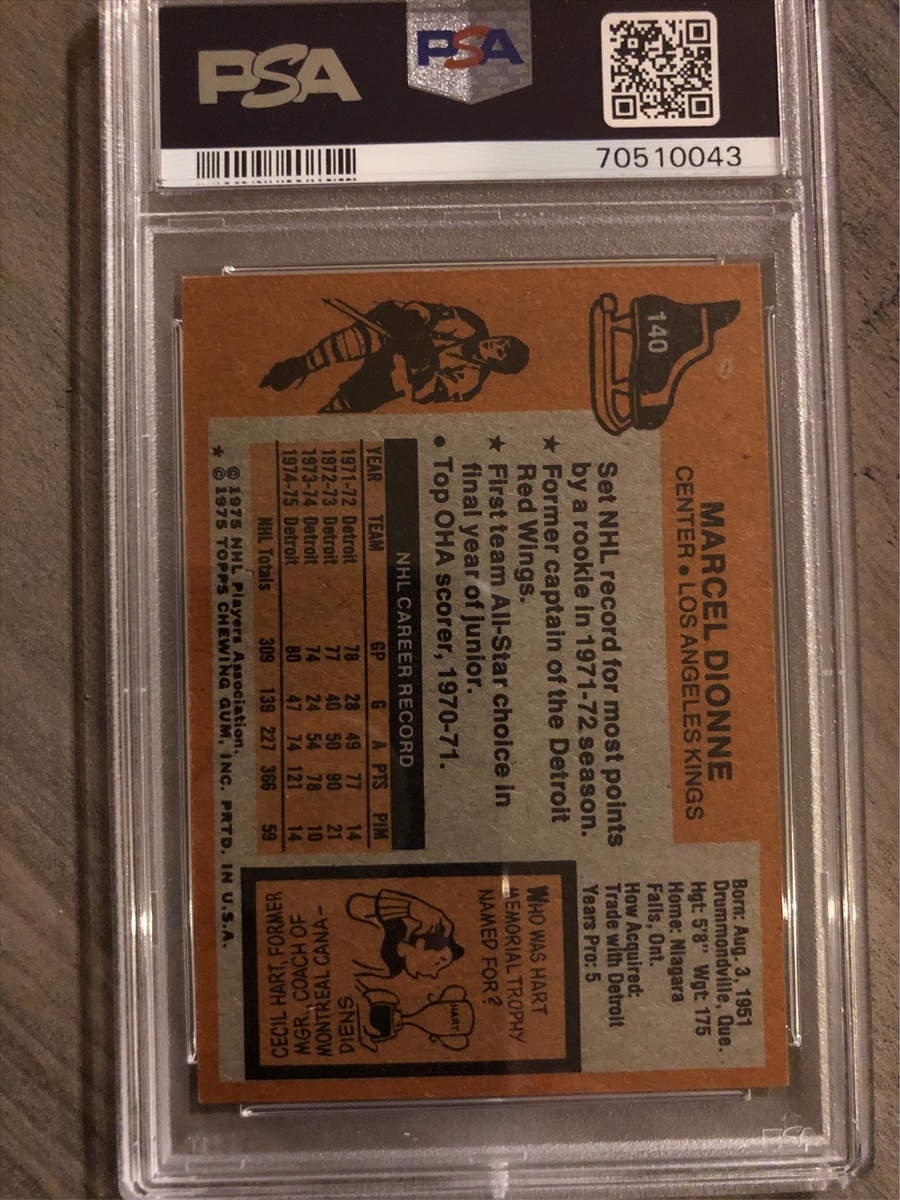 PSA
PSA
70510043
140
MARCEL DIONNE
CENTER • LOS ANGELES KINGS
Born: Aug. 3, 1951
Drummondville, Que.
Hgt: 5'8" Wgt: 175
Home: Niagara
Falls, Ont.
How Acquired:
Trade with Detroit
Years Pro: 5
Set NHL record for most points
by a rookie in 1971-72 season.
★ Former captain of the Detroit
Red Wings.
★ First team All-Star choice in
final year of junior.
• Top OHA scorer, 1970-71.
NHL CAREER RECORD
YEAR TEAM GP G A PTS PIM
1971-72 Detroit 78 28 49 77 14
1972-73 Detroit 77 40 50 90 21
1973-74 Detroit 74 24 54 78 10
1974-75 Detroit 80 47 74 121 14
NHL Totals 309 139 227 366 59
WHO WAS HART
MEMORIAL TROPHY
NAMED FOR?
HART
CECIL HART, FORMER
MGR., COACH OF
MONTREAL CANA-
DIENS
© 1975 NHL Players Association.
★ © 1975 TOPPS CHEWING GUM, INC. PRTD. IN U.S.A.
PSA